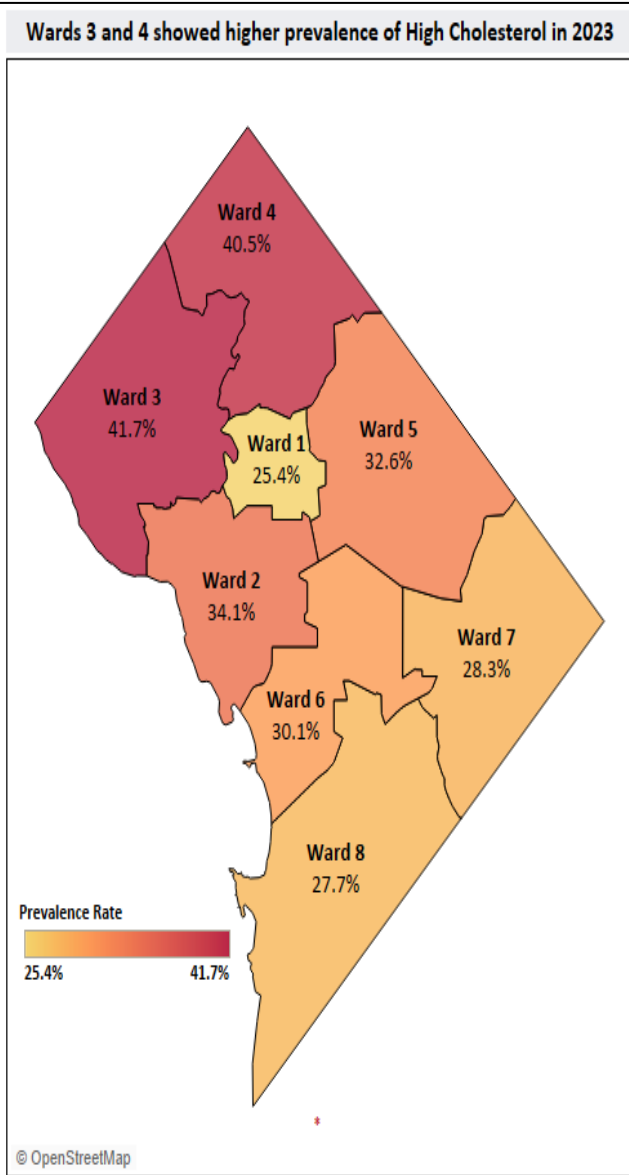 Wards 3 and 4 showed higher prevalence of High Cholesterol in 2023
Ward 4
40.5%
Ward 3
41.7%
Ward 1
25.4%
Ward 5
32.6%
Ward 2
34.1%
Ward 7
28.3%
Ward 6
30.1%
Ward 8
27.7%
Prevalence Rate
25.4% 41.7%
*
© OpenStreetMap